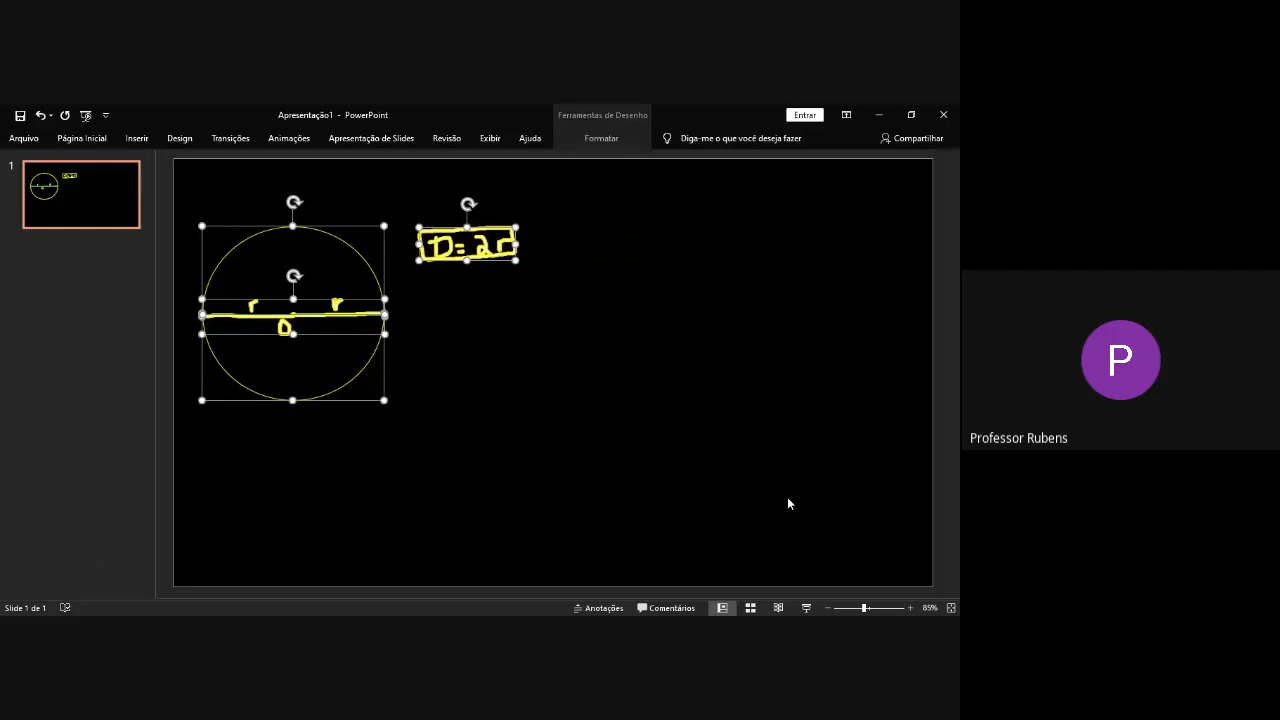 Apresentação1 - PowerPoint
Ferramentas de Desenho
Entrar
Arquivo Página Inicial Inserir Design Transições Animações Apresentação de Slides Revisão Exibir Ajuda Formatar Diga-me o que você deseja fazer Compartilhar
1
D=2r
r r
O
P
Professor Rubens
Slide 1 de 1 Anotações Comentários 85%